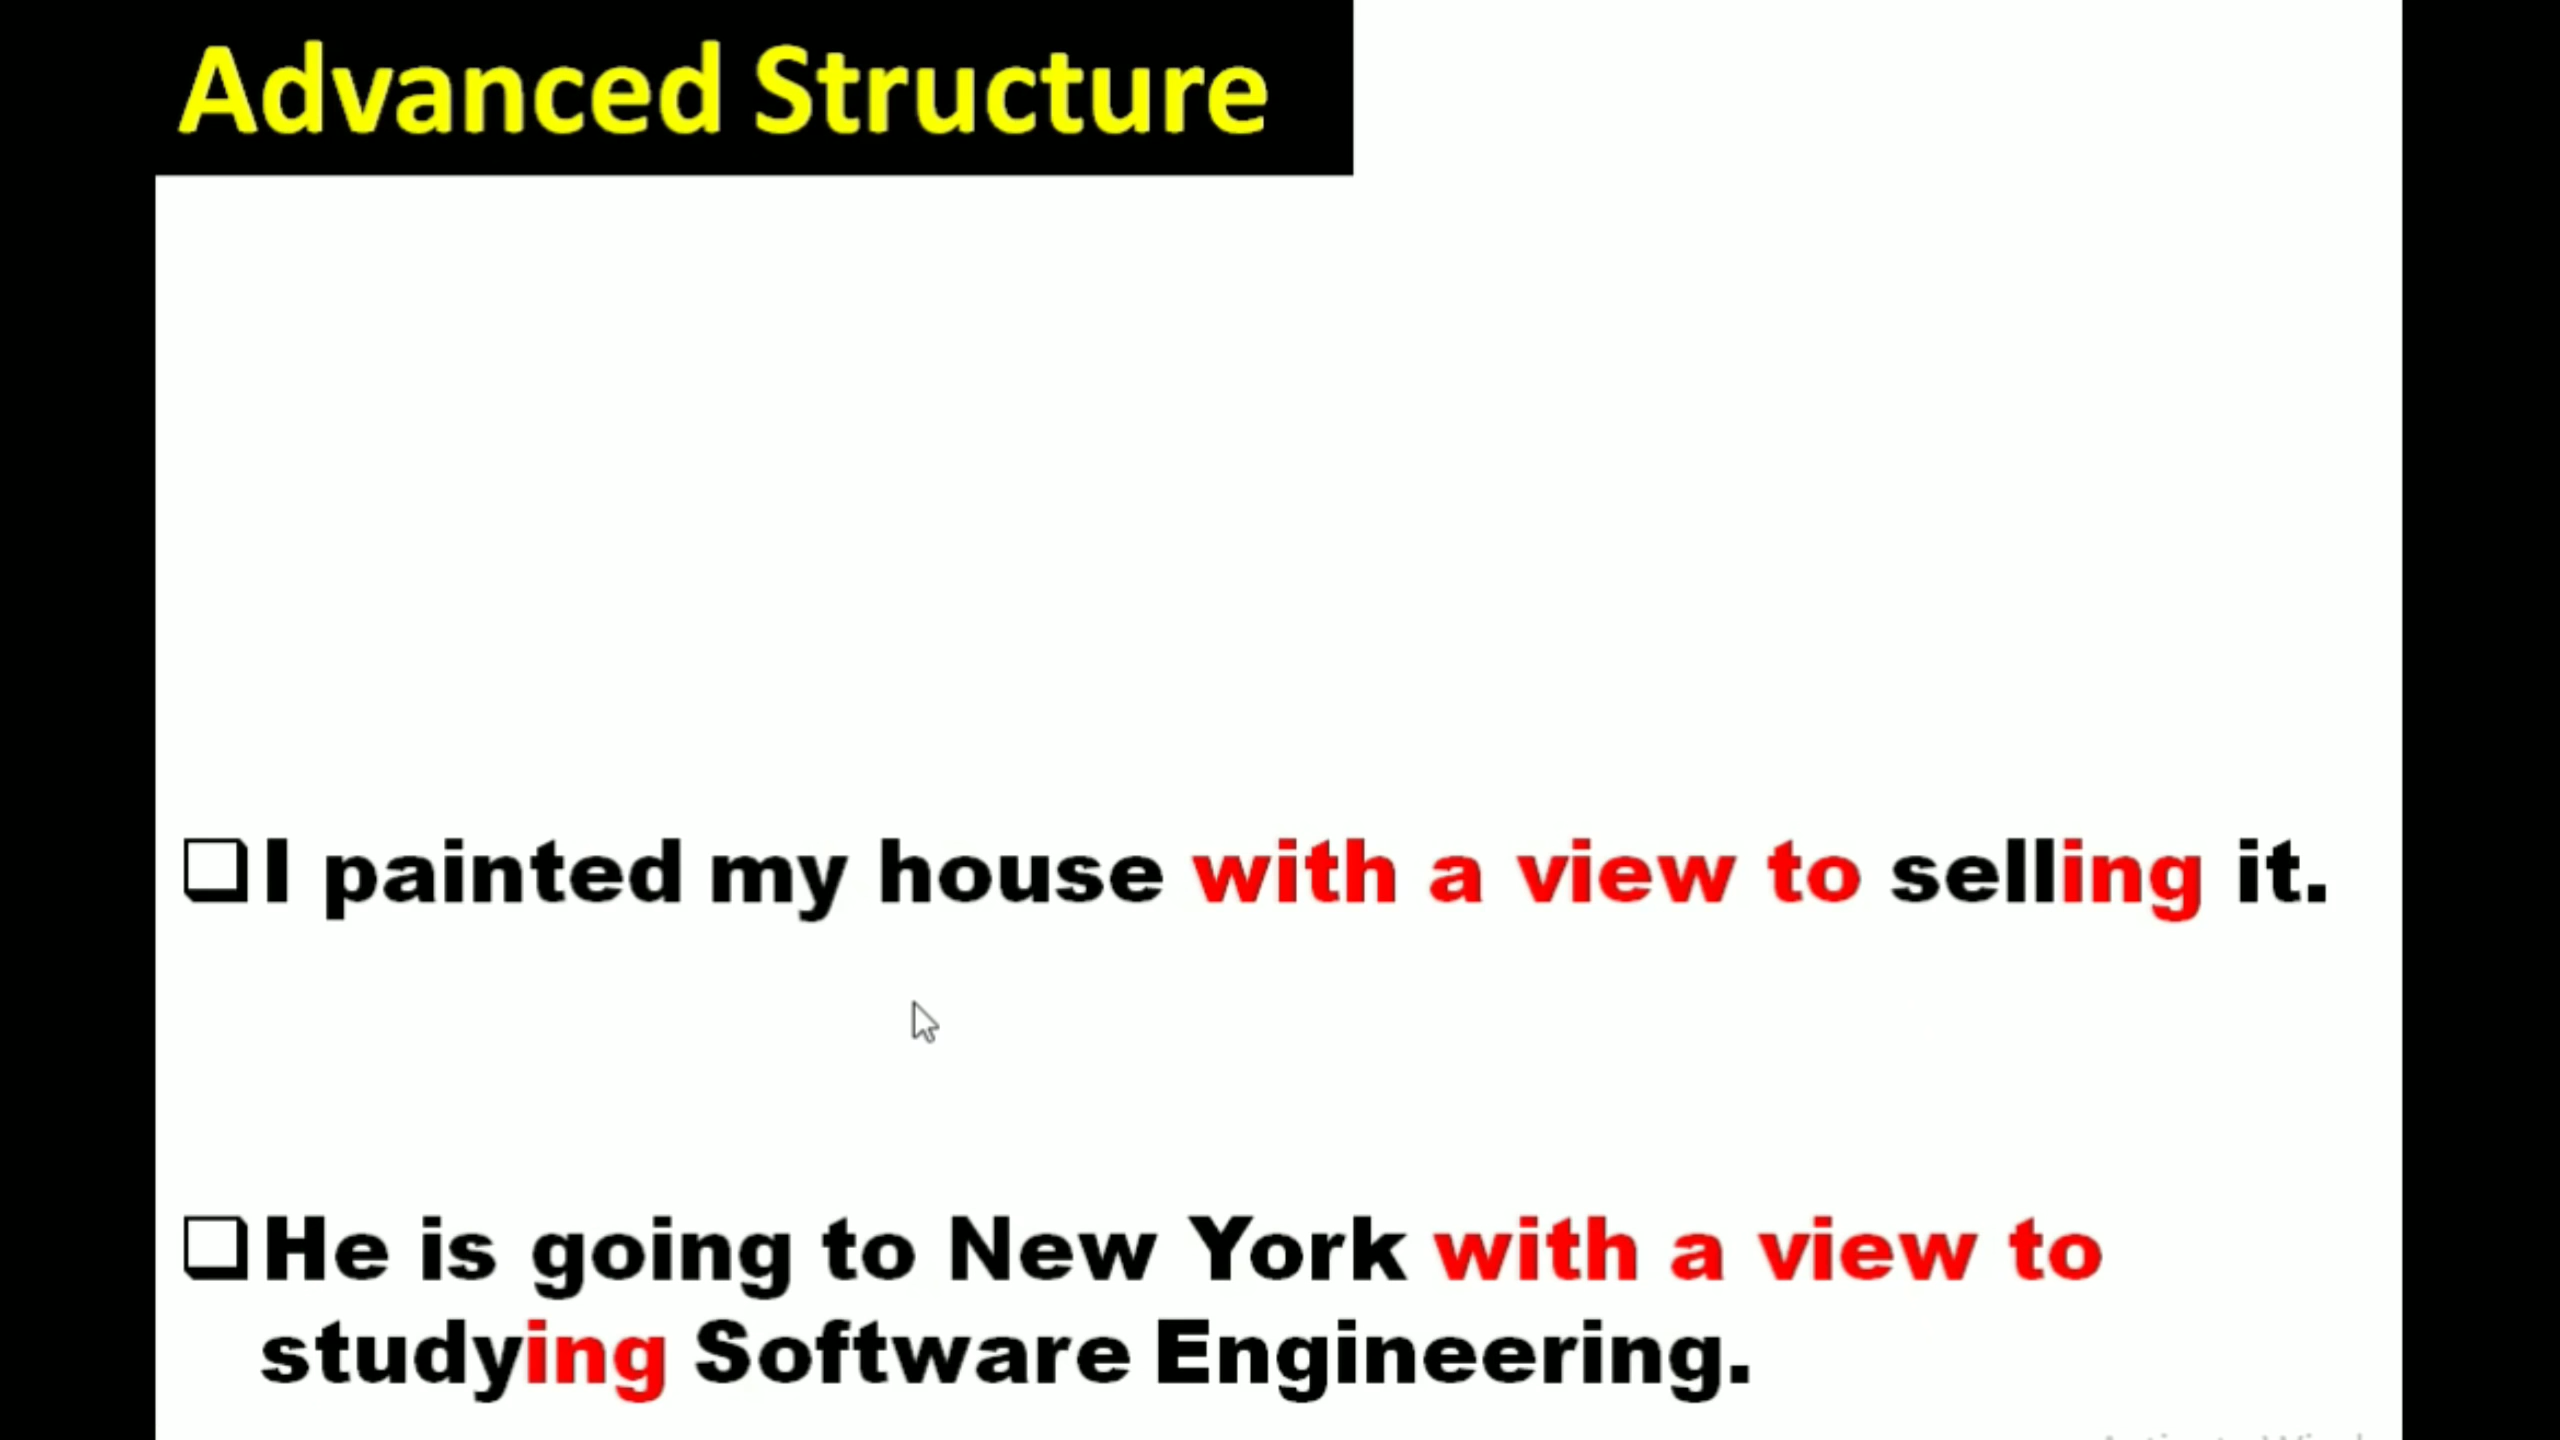 Advanced Structure
❑I painted my house with a view to selling it.
❑He is going to New York with a view to
studying Software Engineering.